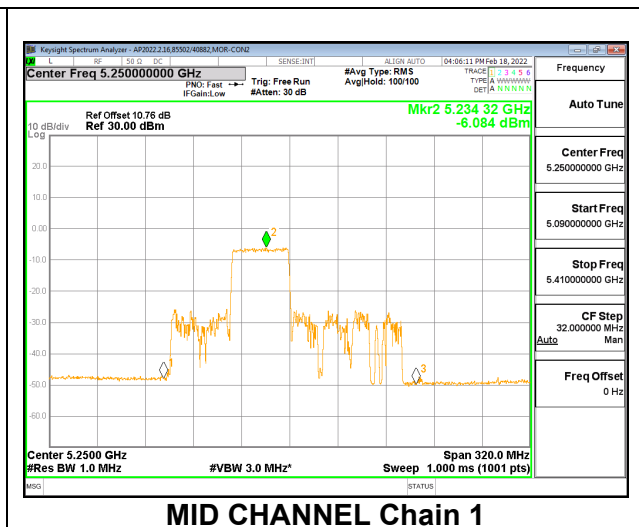 Keysight Spectrum Analyzer - AP2022.2.16,85502/40882,MOR-CON2
L RF 50 Ω DC SENSE:INT ALIGN AUTO 04:06:11 PM Feb 18, 2022
Center Freq 5.250000000 GHz
PNO: Fast
IFGain:Low
Trig: Free Run
#Atten: 30 dB
#Avg Type: RMS
Avg|Hold: 100/100
TRACE 1 2 3 4 5 6
TYPE A WWWWW
DET A N N N N N
Frequency
Ref Offset 10.76 dB
10 dB/div Ref 30.00 dBm
Log
Mkr2 5.234 32 GHz
-6.084 dBm
20.0
10.0
0.00
-10.0
-20.0
-30.0
-40.0
-50.0
-60.0
1
2
3
Center 5.2500 GHz Span 320.0 MHz
#Res BW 1.0 MHz #VBW 3.0 MHz* Sweep 1.000 ms (1001 pts)
MSG STATUS
Auto Tune
Center Freq
5.250000000 GHz
Start Freq
5.090000000 GHz
Stop Freq
5.410000000 GHz
CF Step
32.000000 MHz
Auto Man
Freq Offset
0 Hz
MID CHANNEL Chain 1